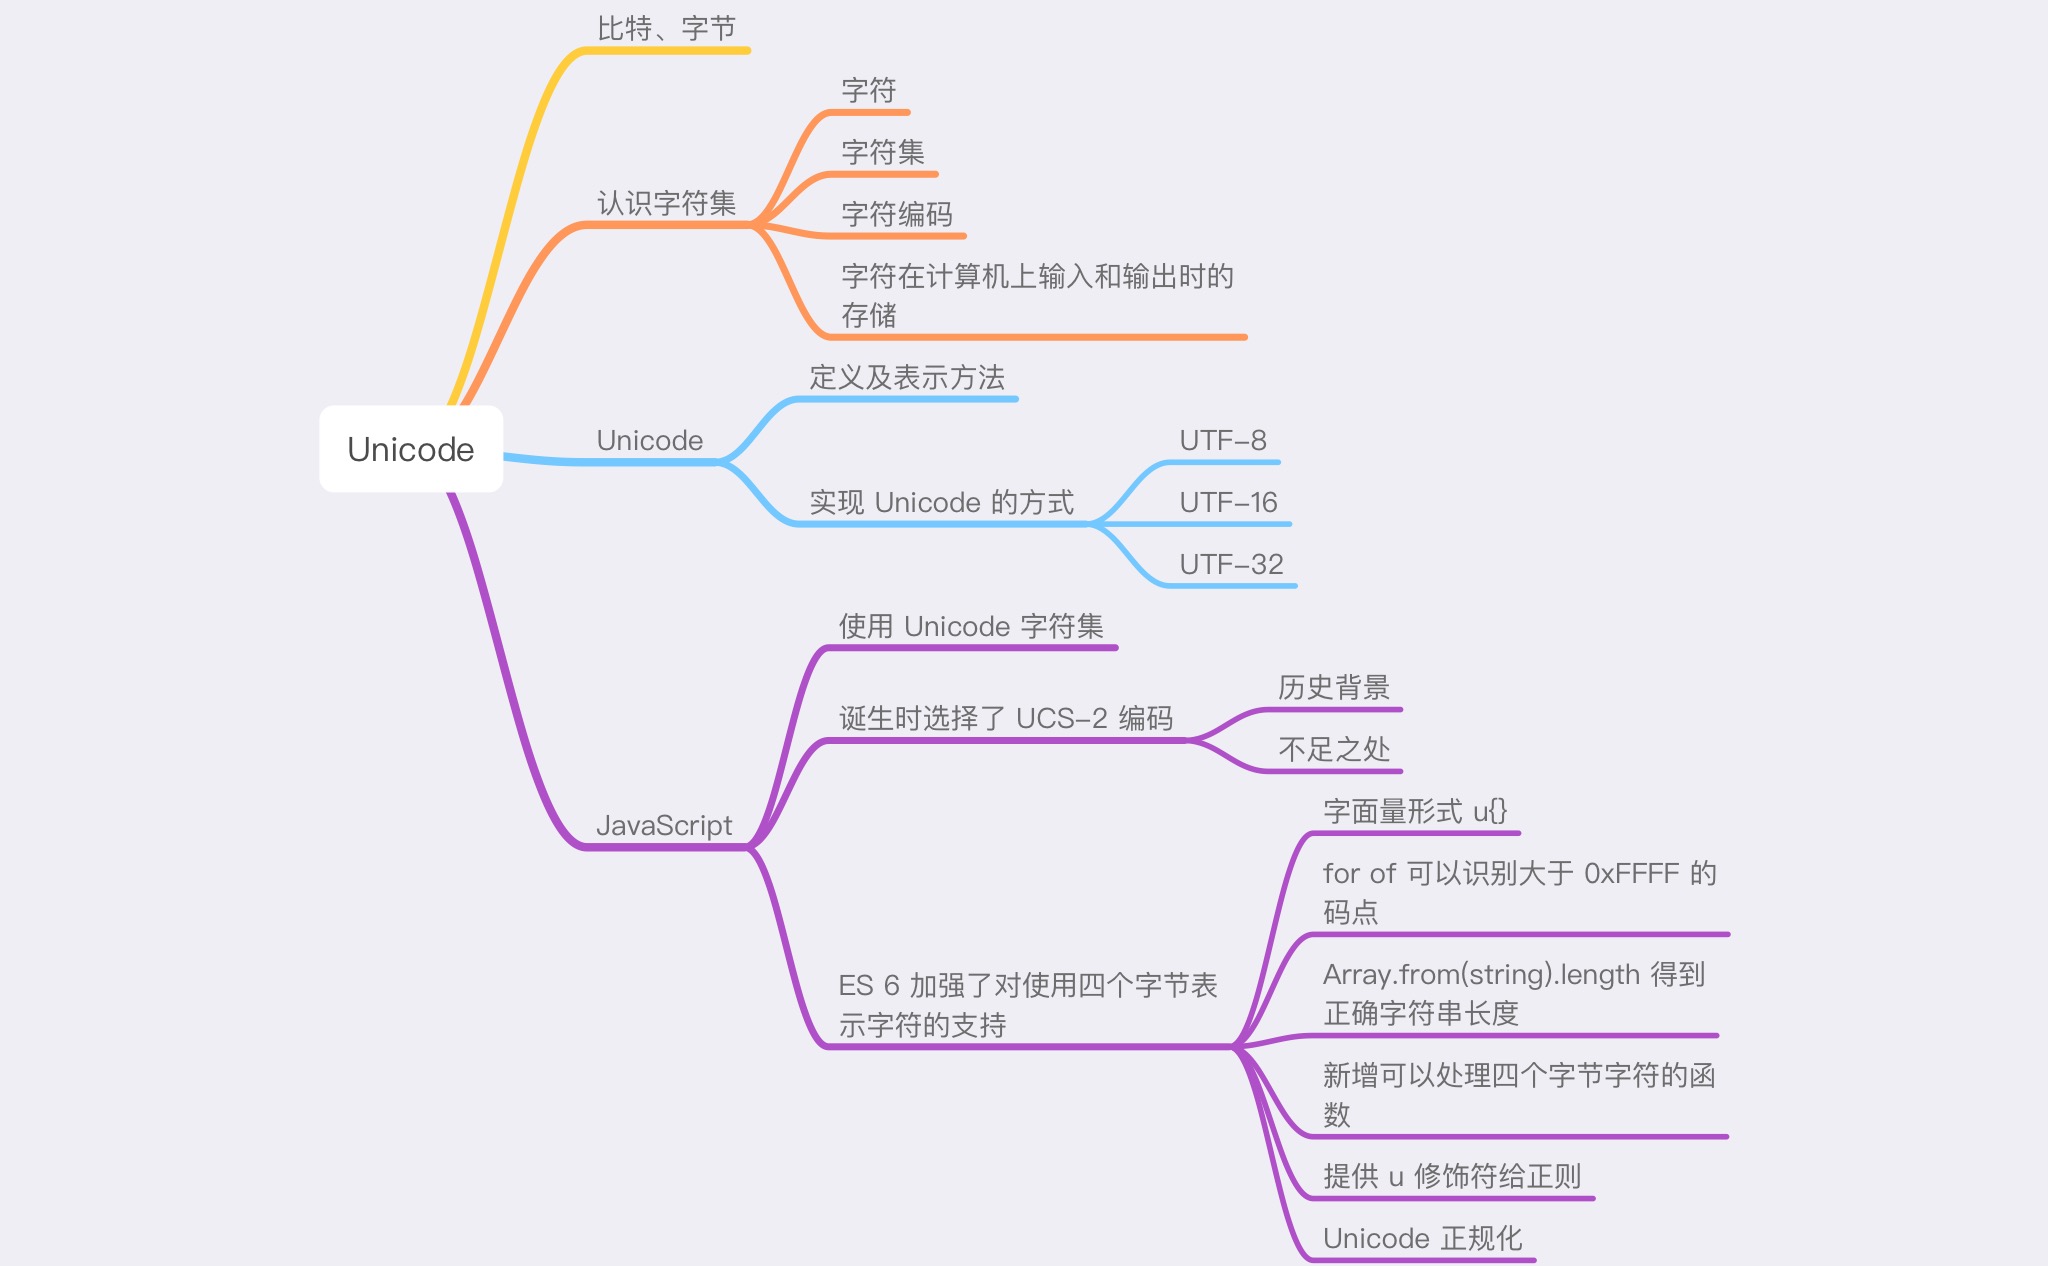 比特、字节
字符
字符集
认识字符集
字符编码
字符在计算机上输入和输出时的
存储
定义及表示方法
Unicode
Unicode
UTF-8
实现 Unicode 的方式
UTF-16
UTF-32
使用 Unicode 字符集
历史背景
诞生时选择了 UCS-2 编码
不足之处
JavaScript
字面量形式 u{}
for of 可以识别大于 0xFFFF 的
码点
ES 6 加强了对使用四个字节表
示字符的支持
Array.from(string).length 得到
正确字符串长度
新增可以处理四个字节字符的函
数
提供 u 修饰符给正则
Unicode 正规化